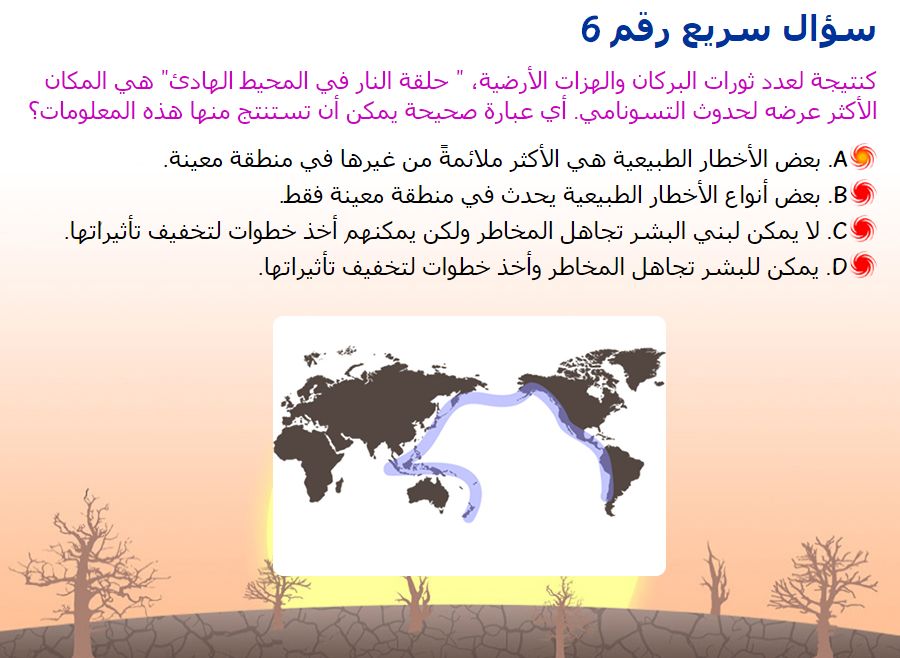 سؤال سريع رقم 6
كنتيجة لعدد ثورات البركان والهزات الأرضية، " حلقة النار في المحيط الهادئ" هي المكان
الأكثر عرضه لحدوث التسونامي. أي عبارة صحيحة يمكن أن تستنتج منها هذه المعلومات؟
A. بعض الأخطار الطبيعية هي الأكثر ملائمةً من غيرها في منطقة معينة.
B. بعض أنواع الأخطار الطبيعية يحدث في منطقة معينة فقط.
C. لا يمكن لبني البشر تجاهل المخاطر ولكن يمكنهم أخذ خطوات لتخفيف تأثيراتها.
D. يمكن للبشر تجاهل المخاطر وأخذ خطوات لتخفيف تأثيراتها.